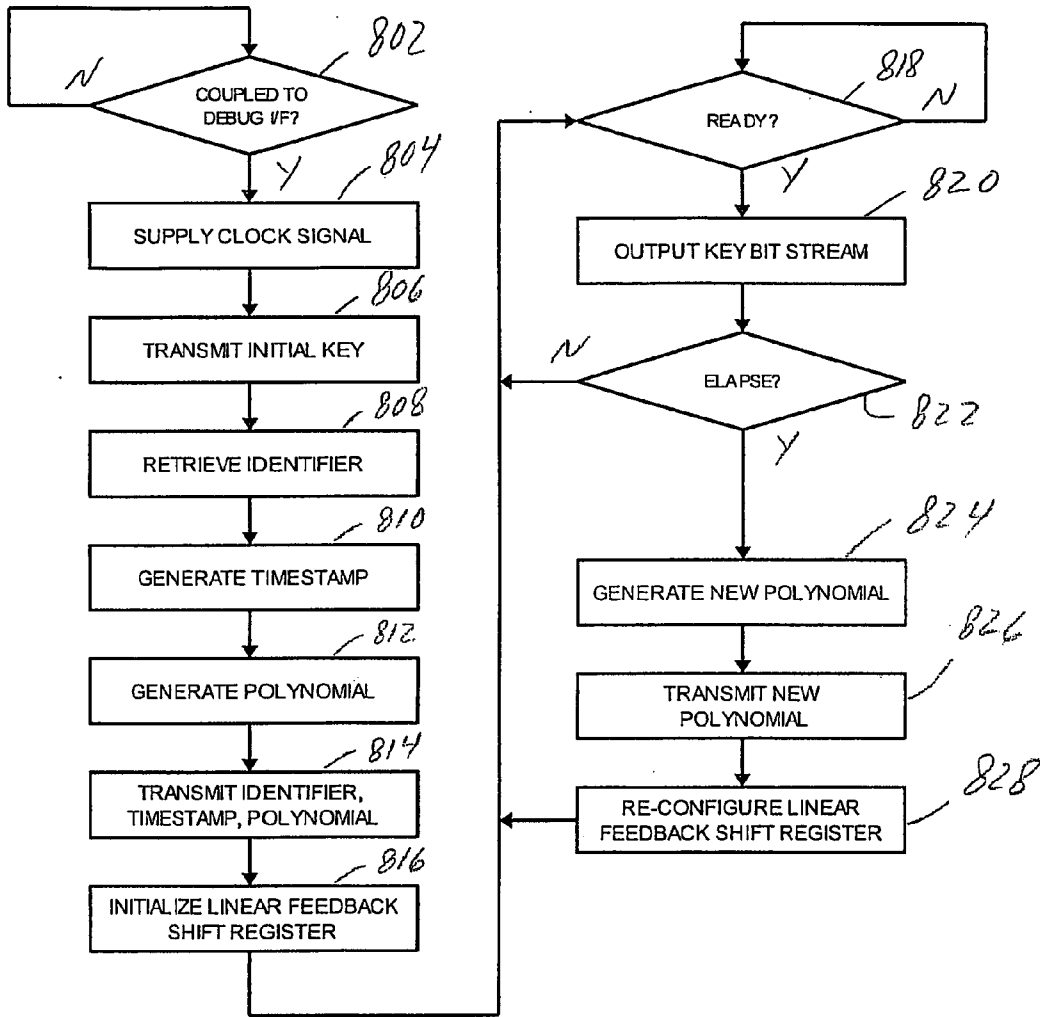 802
N
COUPLED TO
DEBUG I/F?
Y
804
SUPPLY CLOCK SIGNAL
806
TRANSMIT INITIAL KEY
808
RETRIEVE IDENTIFIER
810
GENERATE TIMESTAMP
812
GENERATE POLYNOMIAL
814
TRANSMIT IDENTIFIER,
TIMESTAMP, POLYNOMIAL
816
INITIALIZE LINEAR FEEDBACK
SHIFT REGISTER
818
READY?
N
Y
820
OUTPUT KEY BIT STREAM
N
ELAPSE?
822
Y
824
GENERATE NEW POLYNOMIAL
826
TRANSMIT NEW
POLYNOMIAL
828
RE-CONFIGURE LINEAR
FEEDBACK SHIFT REGISTER